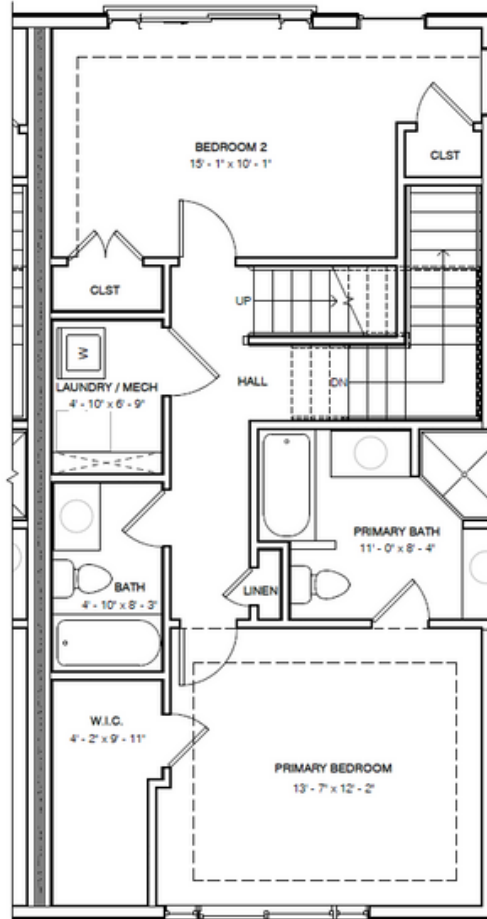 BEDROOM 2
15' - 1" x 10' - 1"
CLST
CLST
UP
W
LAUNDRY / MECH
4' - 10" x 6' - 9"
HALL
DN
PRIMARY BATH
11' - 0" x 8' - 4"
BATH
4' - 10" x 8' - 3"
LINEN
W.I.C.
4' - 2" x 9' - 11"
PRIMARY BEDROOM
13' - 7" x 12' - 2"